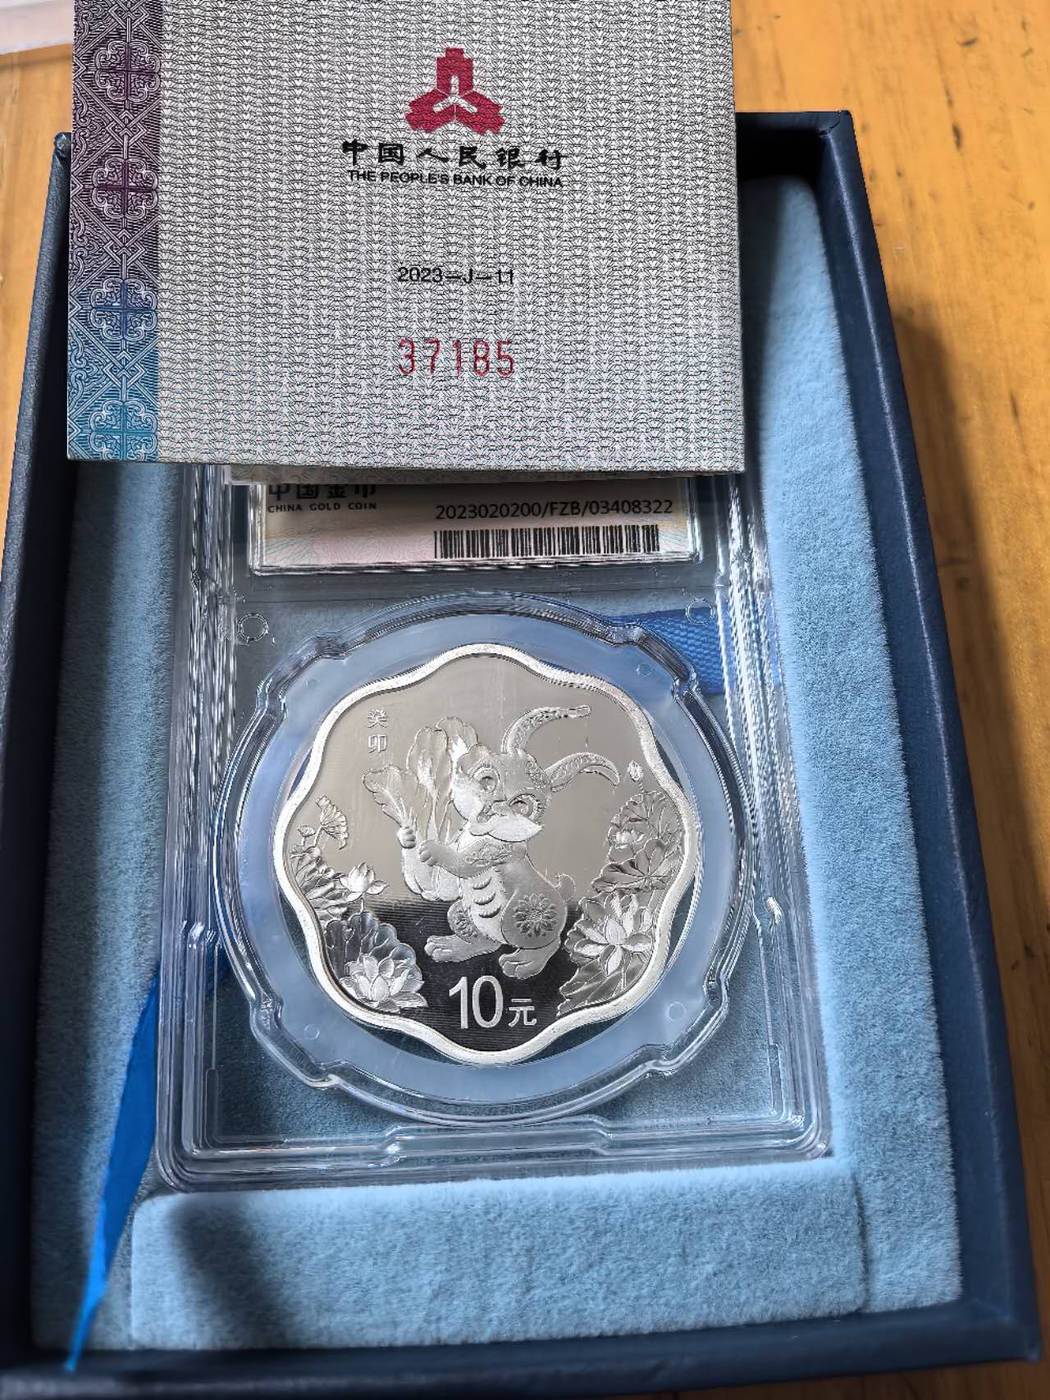 中国人民银行
THE PEOPLE'S BANK OF CHINA
2023-J-11
37185
中国金币
CHINA GOLD COIN
2023020200/FZB/03408322
癸
卯
10元